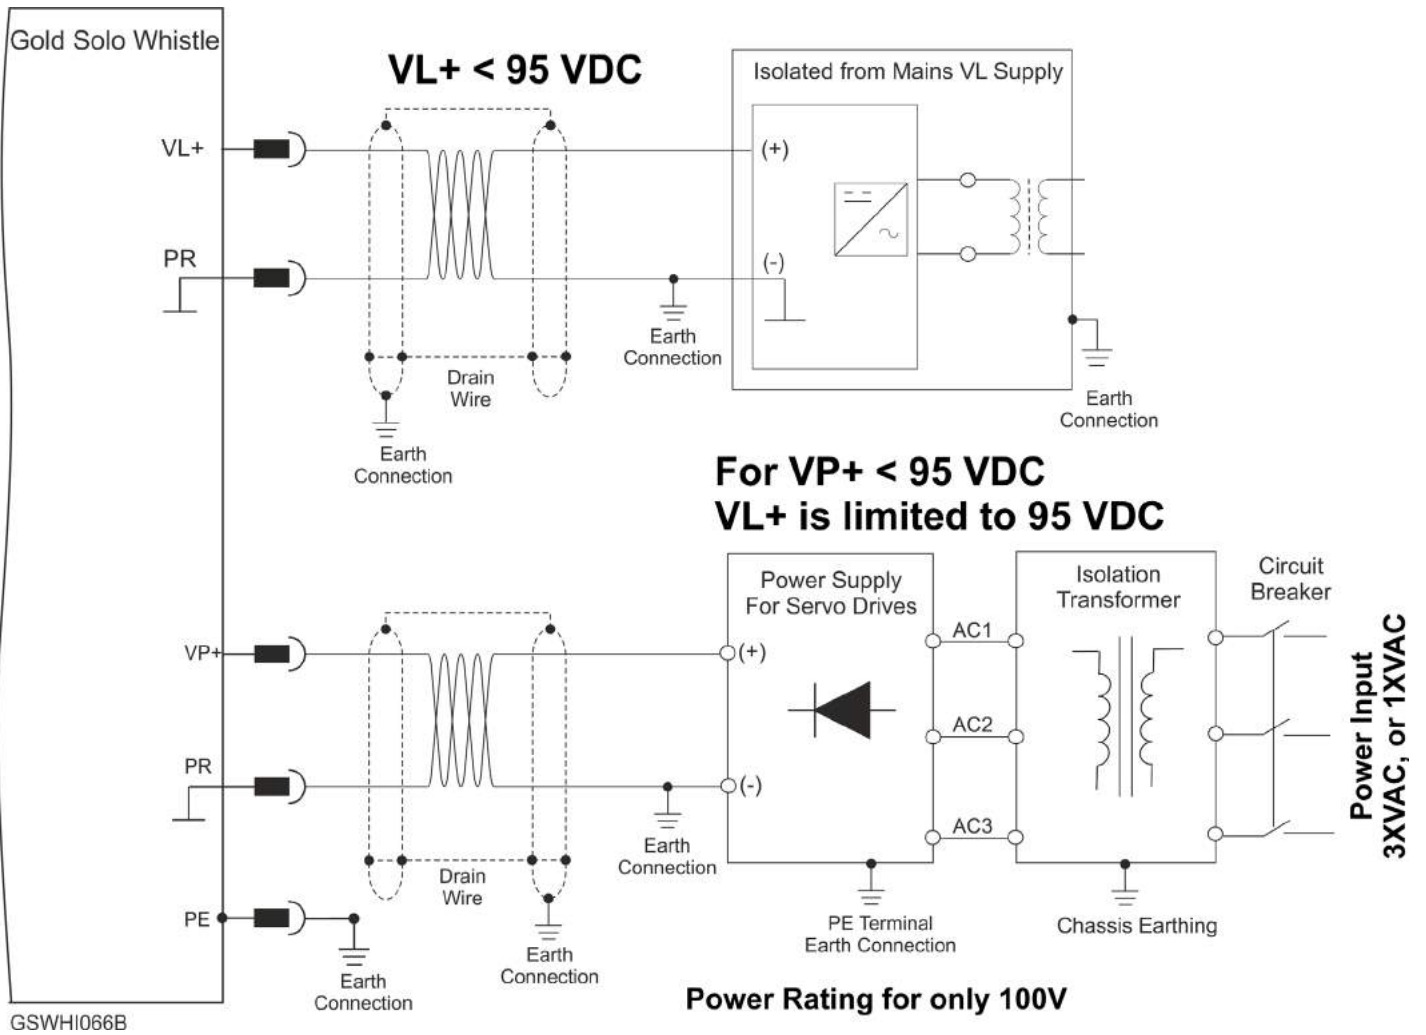 Gold Solo Whistle
VL+ < 95 VDC
Isolated from Mains VL Supply
VL+
(+)
PR
(-)
Earth
Connection
Drain
Wire
Earth
Connection
Earth
Connection
For VP+ < 95 VDC
VL+ is limited to 95 VDC
Power Supply
For Servo Drives
Isolation
Transformer
Circuit
Breaker
VP+
(+)
AC1
AC2
PR
(-)
AC3
Power Input
3XVAC, or 1XVAC
Earth
Connection
Drain
Wire
PE
PE Terminal
Earth Connection
Chassis Earthing
Earth
Connection
Earth
Connection
Power Rating for only 100V
GSWHI066B